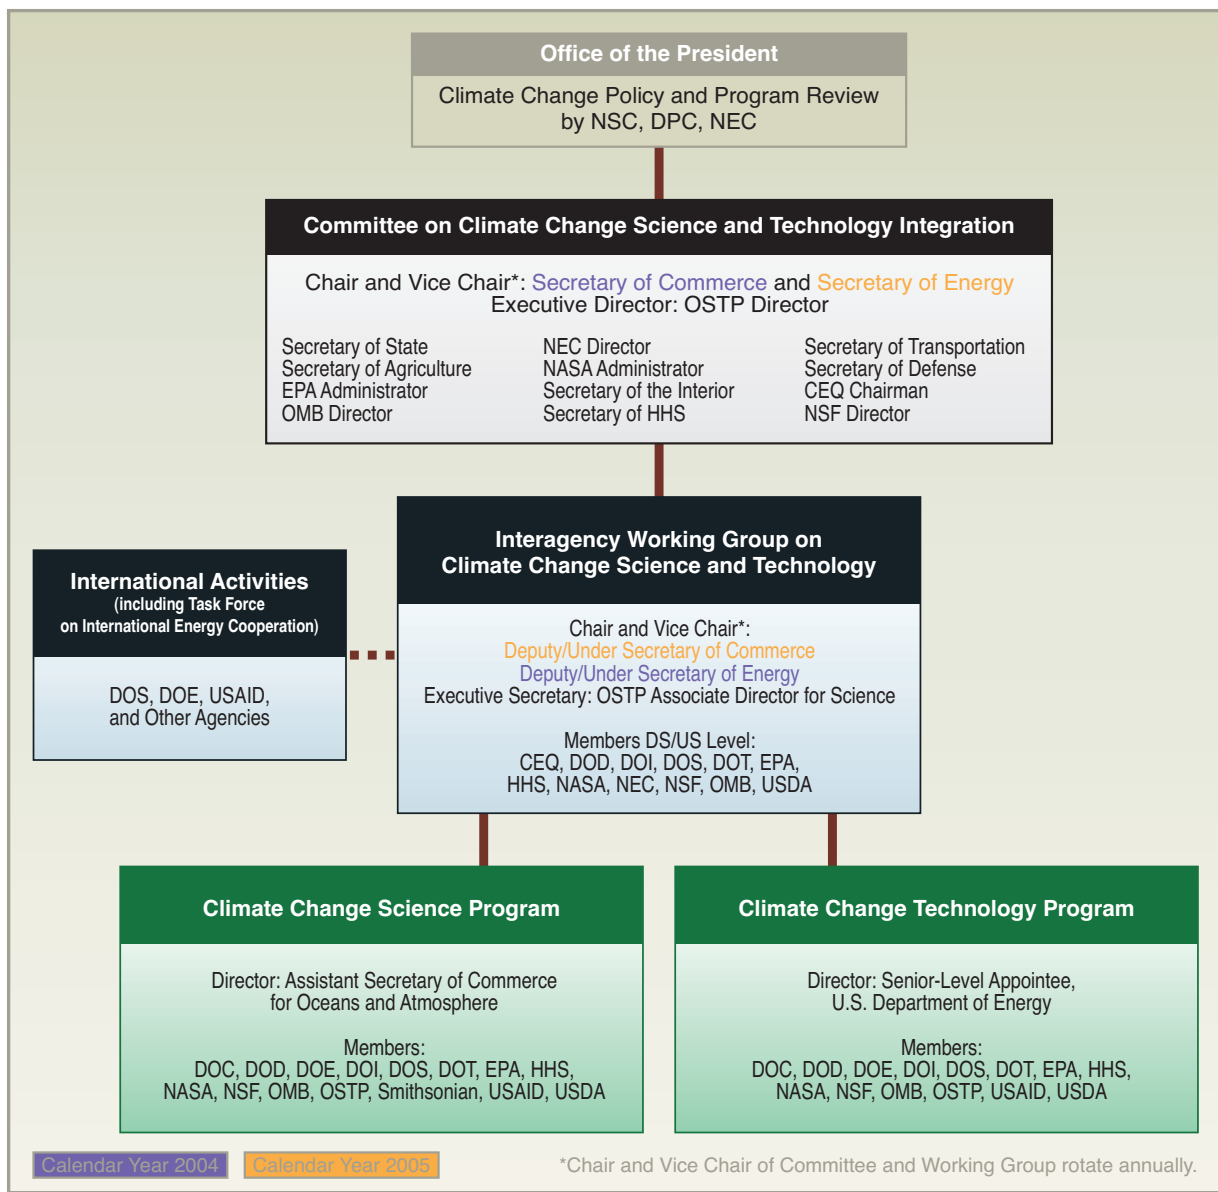 Office of the President
Climate Change Policy and Program Review
by NSC, DPC, NEC
Committee on Climate Change Science and Technology Integration
Chair and Vice Chair*: Secretary of Commerce and Secretary of Energy
Executive Director: OSTP Director
Secretary of State
Secretary of Agriculture
EPA Administrator
OMB Director
NEC Director
NASA Administrator
Secretary of the Interior
Secretary of HHS
Secretary of Transportation
Secretary of Defense
CEQ Chairman
NSF Director
Interagency Working Group on
Climate Change Science and Technology
Chair and Vice Chair*:
Deputy/Under Secretary of Commerce
Deputy/Under Secretary of Energy
Executive Secretary: OSTP Associate Director for Science
Members DS/US Level:
CEQ, DOD, DOI, DOS, DOT, EPA,
HHS, NASA, NEC, NSF, OMB, USDA
International Activities
(including Task Force
on International Energy Cooperation)
DOS, DOE, USAID,
and Other Agencies
Climate Change Science Program
Director: Assistant Secretary of Commerce
for Oceans and Atmosphere
Members:
DOC, DOD, DOE, DOI, DOS, DOT, EPA, HHS,
NASA, NSF, OMB, OSTP, Smithsonian, USAID, USDA
Climate Change Technology Program
Director: Senior-Level Appointee,
U.S. Department of Energy
Members:
DOC, DOD, DOE, DOI, DOS, DOT, EPA, HHS,
NASA, NSF, OMB, OSTP, USAID, USDA
Calendar Year 2004
Calendar Year 2005
*Chair and Vice Chair of Committee and Working Group rotate annually.